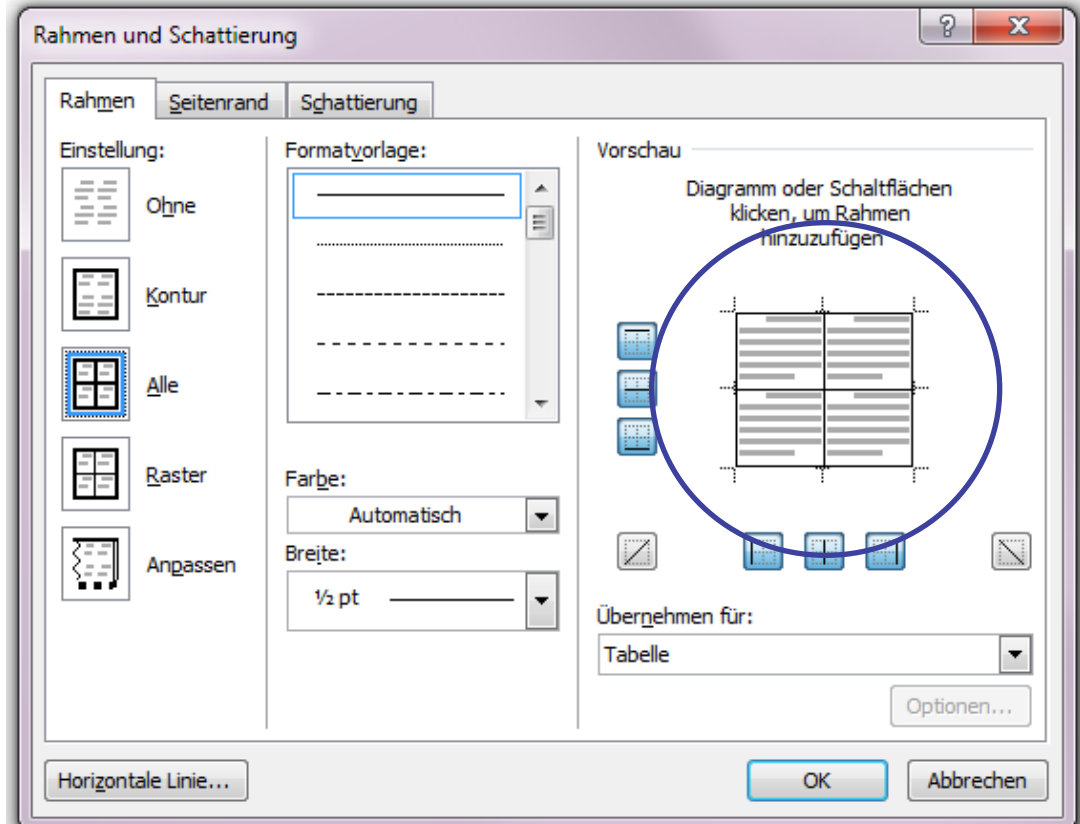 Rahmen und Schattierung
Rahmen
Seitenrand
Schattierung
Einstellung:
Ohne
Kontur
Alle
Raster
Anpassen
Formatvorlage:
Farbe:
Automatisch
Breite:
½ pt
Vorschau
Diagramm oder Schaltflächen
klicken, um Rahmen
hinzuzufügen
Übernehmen für:
Tabelle
Optionen...
Horizontale Linie...
OK
Abbrechen